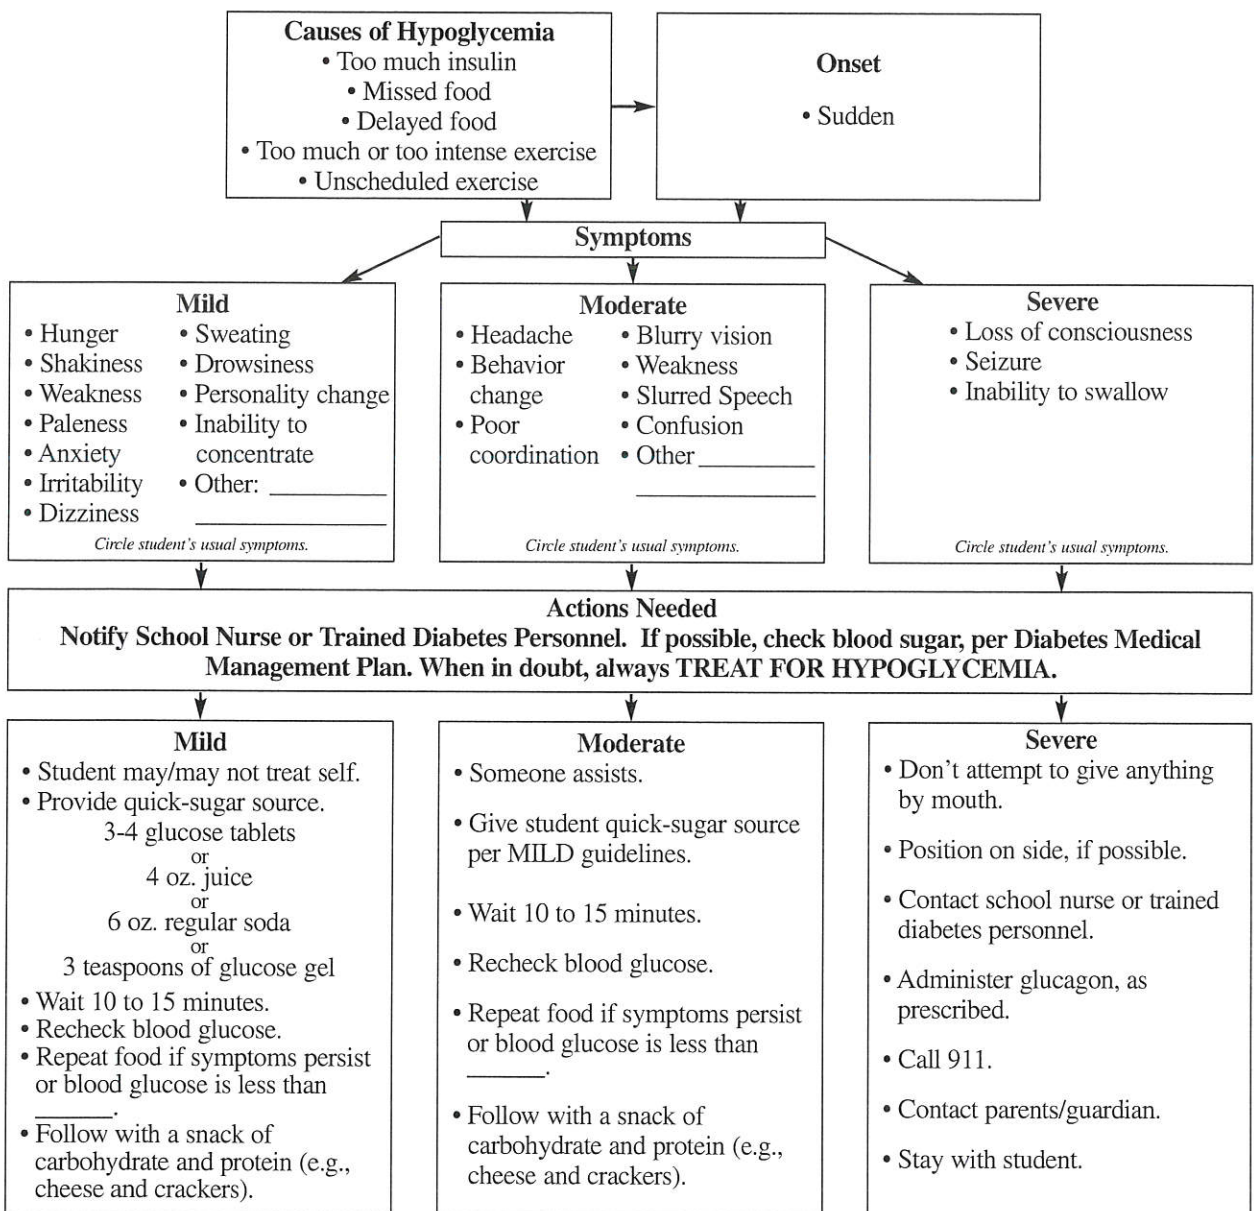 Causes of Hypoglycemia
• Too much insulin
• Missed food
• Delayed food
• Too much or too intense exercise
• Unscheduled exercise
Onset
• Sudden
Symptoms
Mild
• Hunger
• Shakiness
• Weakness
• Paleness
• Anxiety
• Irritability
• Dizziness
• Sweating
• Drowsiness
• Personality change
• Inability to
concentrate
• Other: __________
__________
Circle student's usual symptoms.
Moderate
• Headache
• Behavior
change
• Poor
coordination
• Blurry vision
• Weakness
• Slurred Speech
• Confusion
• Other __________
__________
Circle student's usual symptoms.
Severe
• Loss of consciousness
• Seizure
• Inability to swallow
Circle student's usual symptoms.
Actions Needed
Notify School Nurse or Trained Diabetes Personnel. If possible, check blood sugar, per Diabetes Medical
Management Plan. When in doubt, always TREAT FOR HYPOGLYCEMIA.
Mild
• Student may/may not treat self.
• Provide quick-sugar source.
3-4 glucose tablets
or
4 oz. juice
or
6 oz. regular soda
or
3 teaspoons of glucose gel
• Wait 10 to 15 minutes.
• Recheck blood glucose.
• Repeat food if symptoms persist
or blood glucose is less than
______.
• Follow with a snack of
carbohydrate and protein (e.g.,
cheese and crackers).
Moderate
• Someone assists.
• Give student quick-sugar source
per MILD guidelines.
• Wait 10 to 15 minutes.
• Recheck blood glucose.
• Repeat food if symptoms persist
or blood glucose is less than
______.
• Follow with a snack of
carbohydrate and protein (e.g.,
cheese and crackers).
Severe
• Don't attempt to give anything
by mouth.
• Position on side, if possible.
• Contact school nurse or trained
diabetes personnel.
• Administer glucagon, as
prescribed.
• Call 911.
• Contact parents/guardian.
• Stay with student.